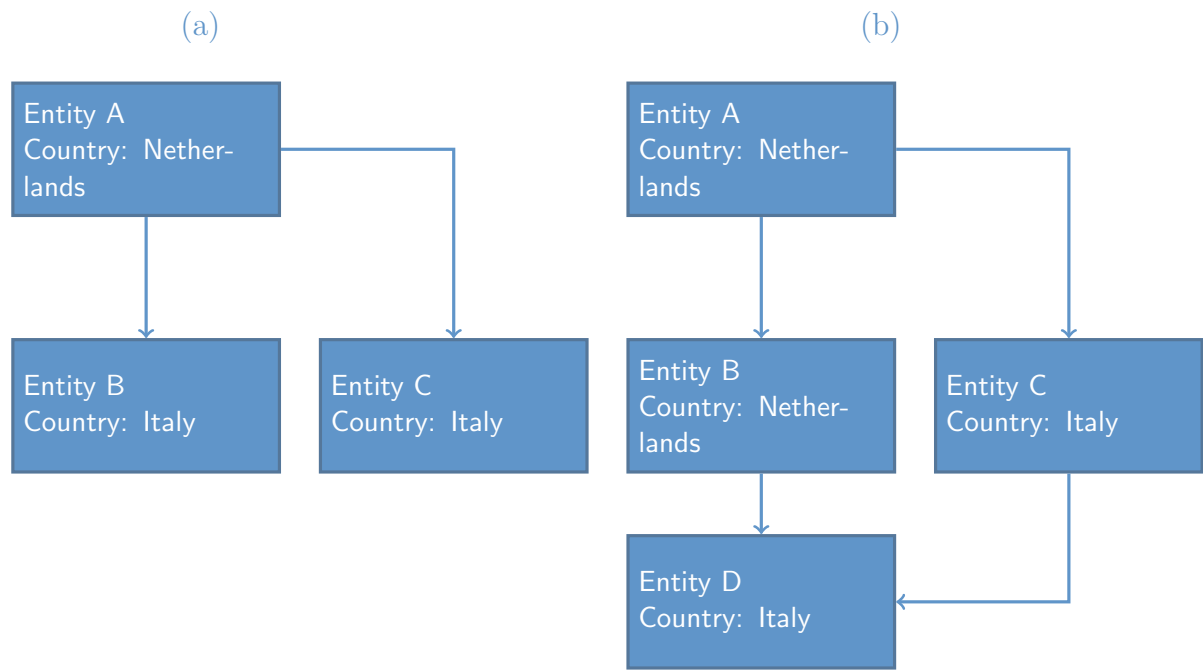 (a)
Entity A
Country: Nether-
lands
Entity B
Country: Italy
Entity C
Country: Italy
(b)
Entity A
Country: Nether-
lands
Entity B
Country: Nether-
lands
Entity C
Country: Italy
Entity D
Country: Italy